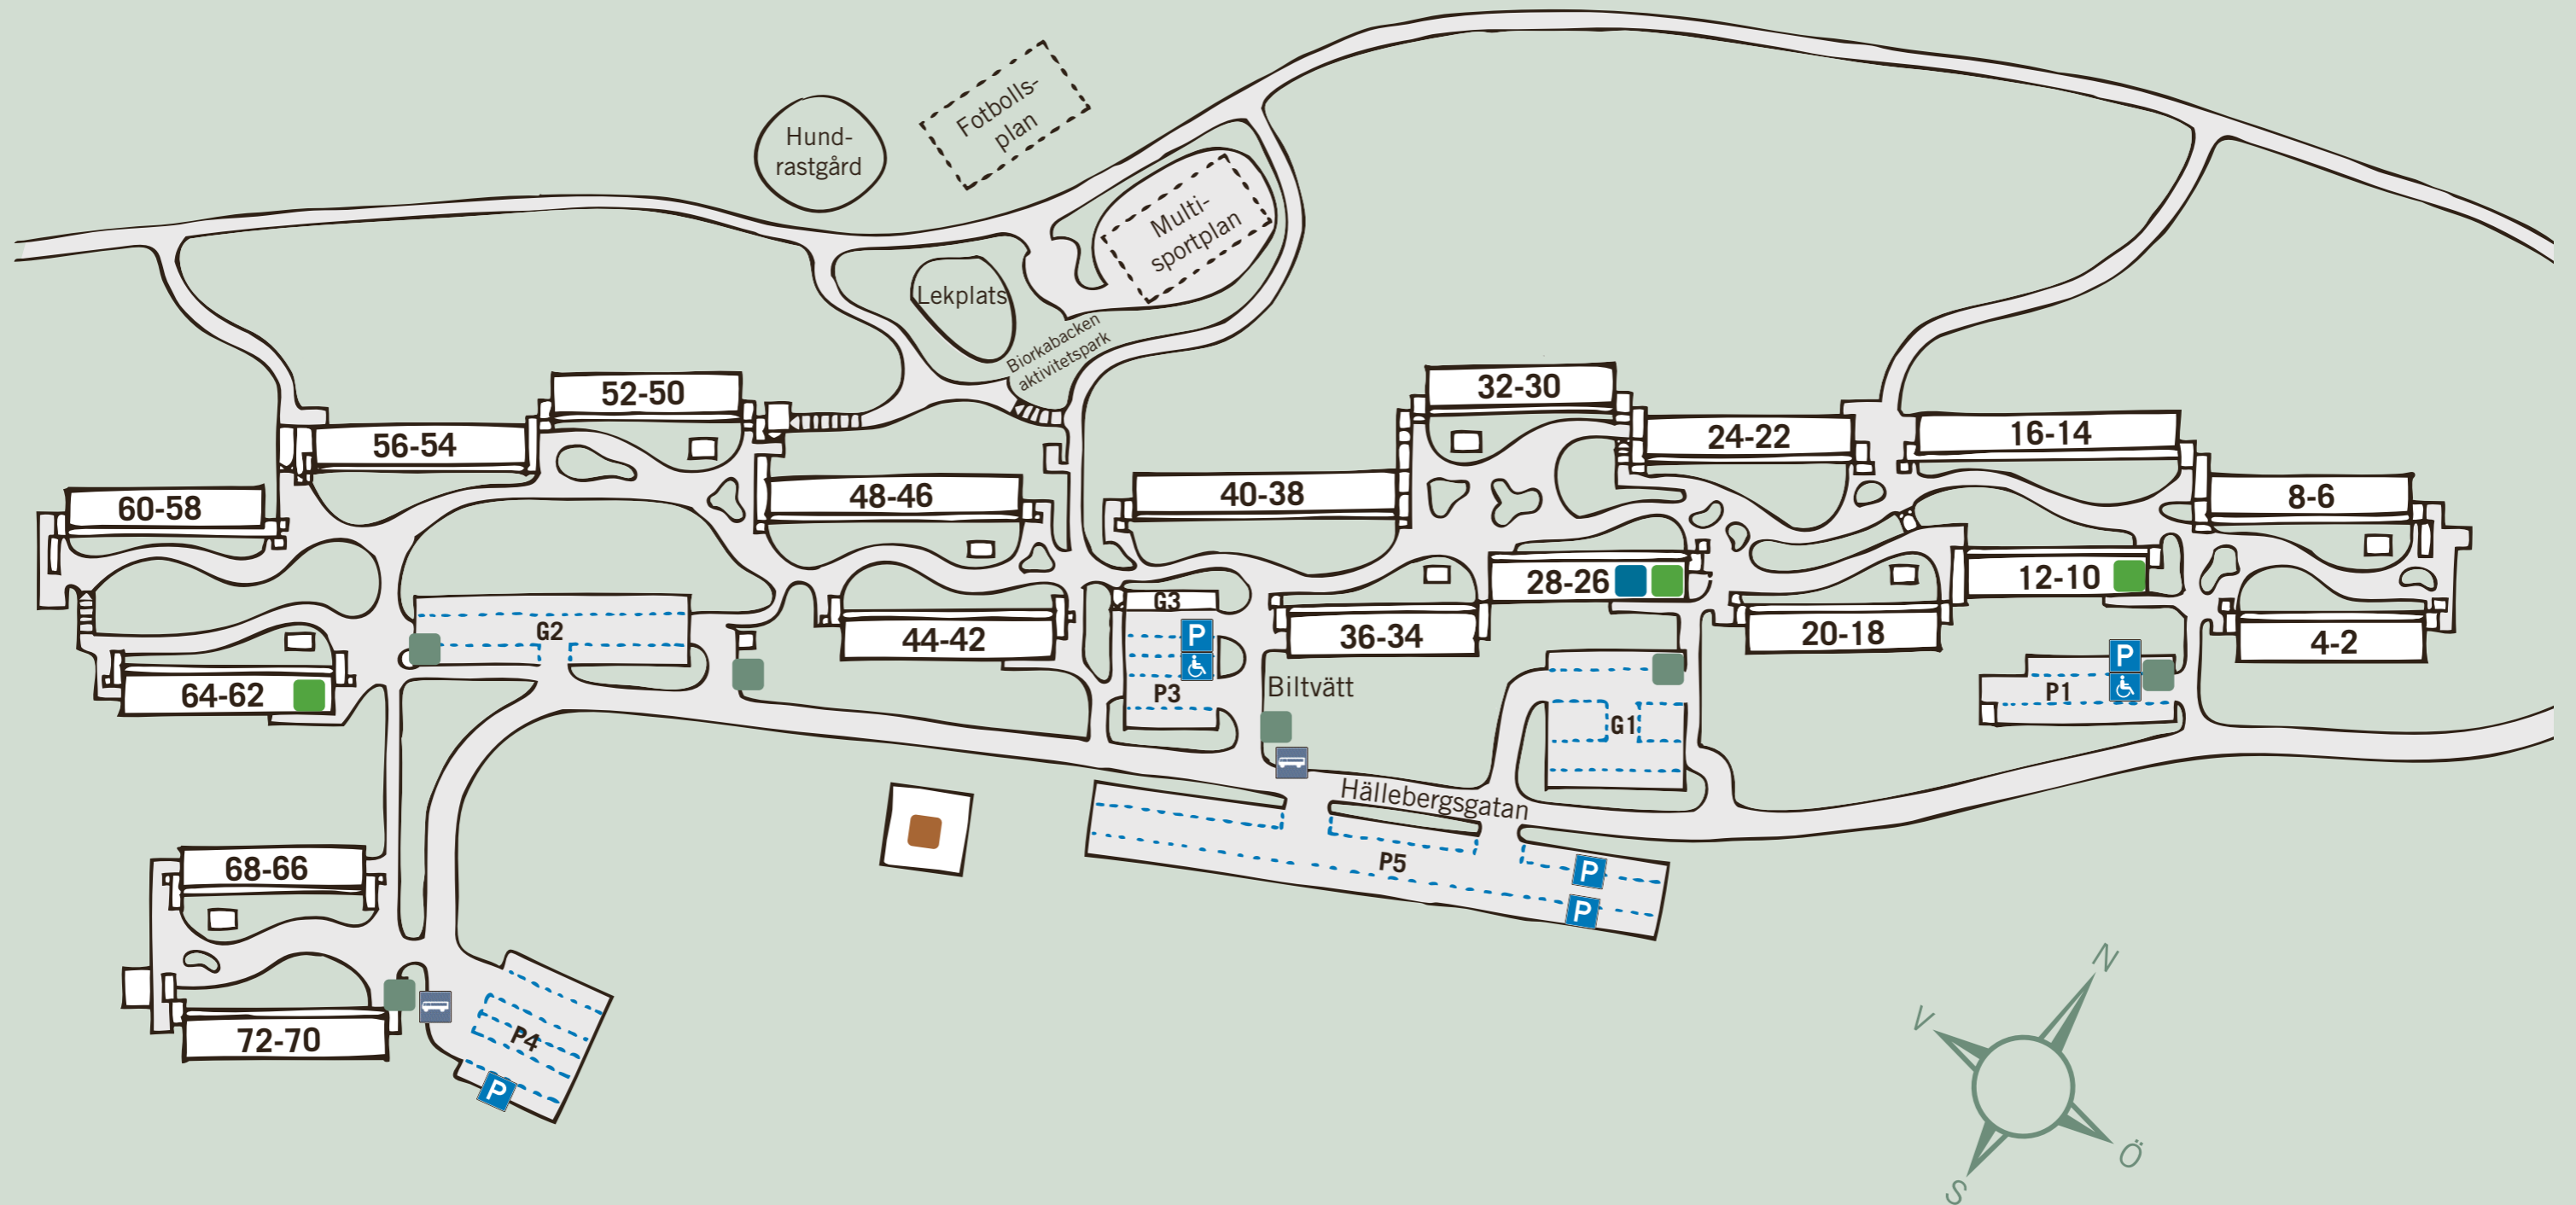 Fotbolls-
plan
Hund-
rastgård
Multi-
sportplan
Lekplats
Björkabacken
aktivitetspark
32-30
52-50
24-22
16-14
56-54
60-58
48-46
40-38
8-6
28-26
12-10
G3
G2
44-42
36-34
20-18
4-2
P
64-62
P3
Biltvätt
P
P1
G1
Hällebergsgatan
P5
P
P
68-66
72-70
P4
P
N
V
Ö
S